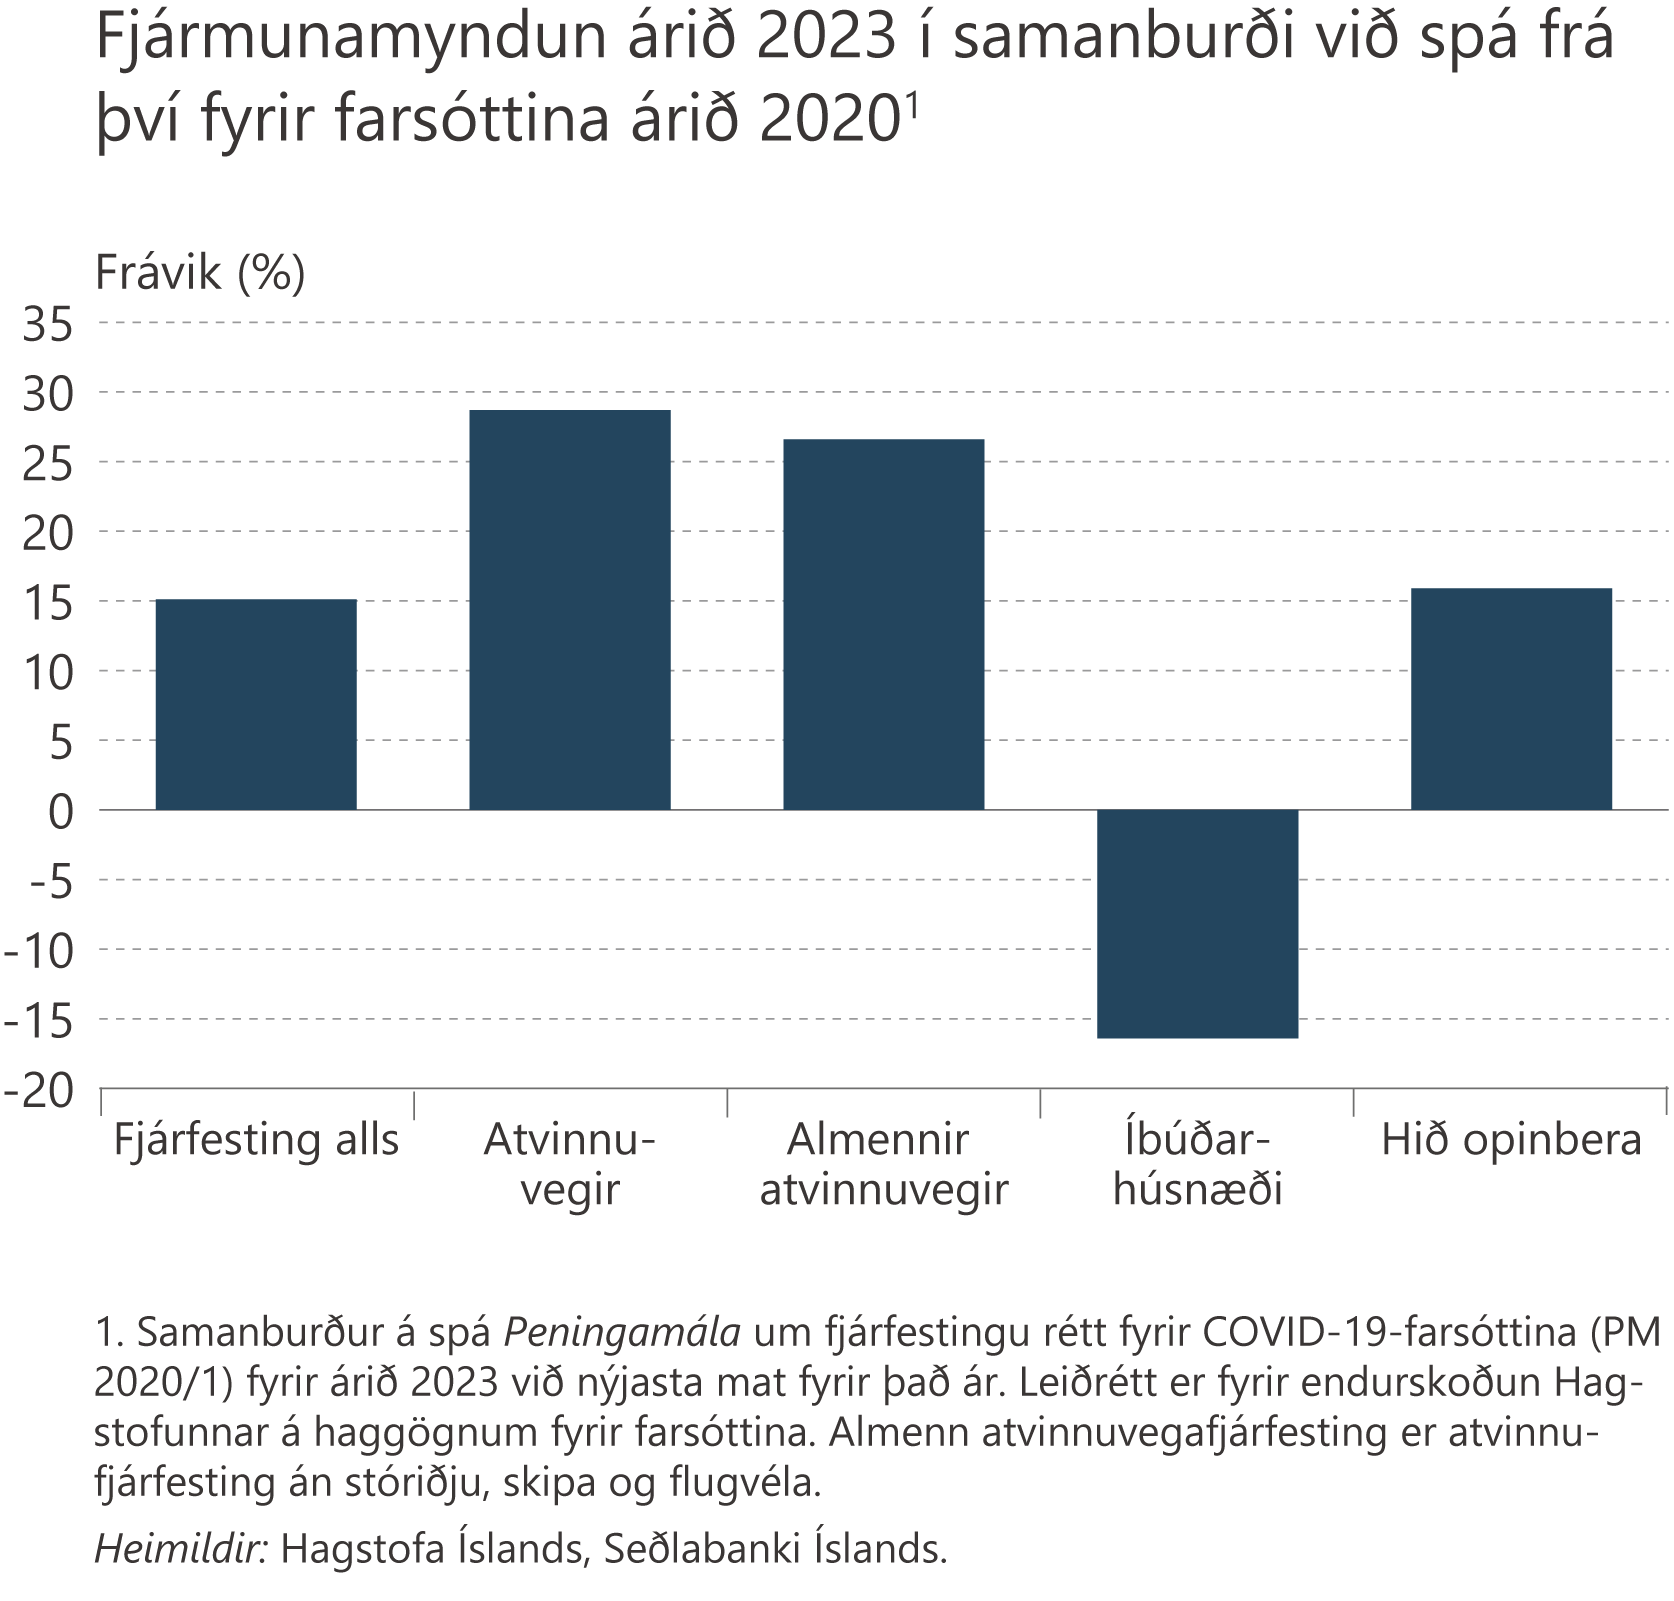 Fjármunamyndun árið 2023 í samanburði við spá frá
því fyrir farsóttina árið 2020¹
Frávik (%)
35
30
25
20
15
10
5
0
-5
-10
-15
-20
Fjárfesting alls
Atvinnu-
vegir
Almennir
atvinnuvegir
Íbúðar-
húsnæði
Hið opinbera
1. Samanburður á spá Peningamála um fjárfestingu rétt fyrir COVID-19-farsóttina (PM
2020/1) fyrir árið 2023 við nýjasta mat fyrir það ár. Leiðrétt er fyrir endurskoðun Hag-
stofunnar á haggögnum fyrir farsóttina. Almenn atvinnuvegafjárfesting er atvinnu-
fjárfesting án stóriðju, skipa og flugvéla.
Heimildir: Hagstofa Íslands, Seðlabanki Íslands.